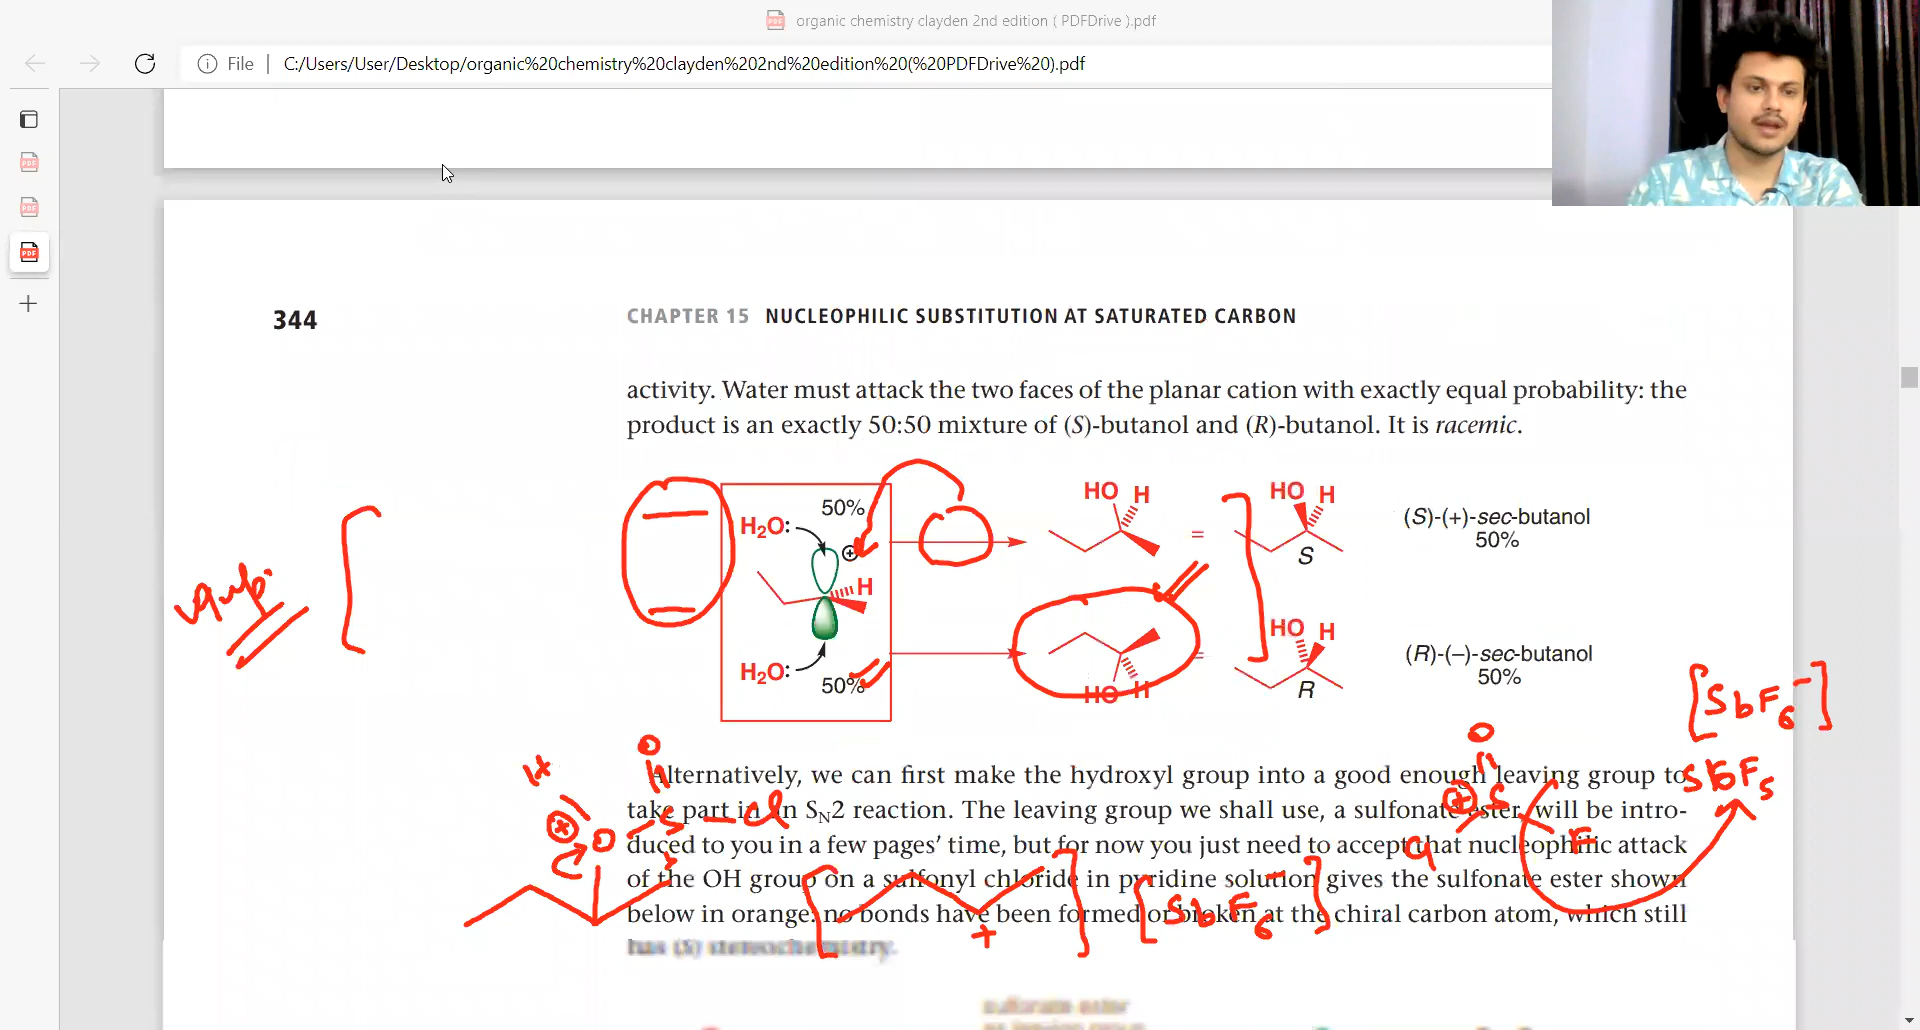 organic chemistry clayden 2nd edition ( PDFDrive ).pdf
File | C:/Users/User/Desktop/organic%20chemistry%20clayden%202nd%20edition%20(%20PDFDrive%20).pdf
344
CHAPTER 15 NUCLEOPHILIC SUBSTITUTION AT SATURATED CARBON
activity. Water must attack the two faces of the planar cation with exactly equal probability: the
product is an exactly 50:50 mixture of (S)-butanol and (R)-butanol. It is racemic.
50%
H₂O:
⊕
H
H₂O:
50%
HO H
=
HO H
S
(S)-(+)-sec-butanol
50%
HO H
=
HO H
R
(R)-(–)-sec-butanol
50%
[SbF₆⁻]
SbF₅
Alternatively, we can first make the hydroxyl group into a good enough leaving group to
take part in an SN2 reaction. The leaving group we shall use, a sulfonate ester, will be intro-
duced to you in a few pages' time, but for now you just need to accept that nucleophilic attack
of the OH group on a sulfonyl chloride in pyridine solution gives the sulfonate ester shown
below in orange: no bonds have been formed or broken at the chiral carbon atom, which still
has (S) stereochemistry.
H
⊕
O
O
S
Cl
+
[SbF₆⁻]
O
⊕
S
F
sulfonate ester